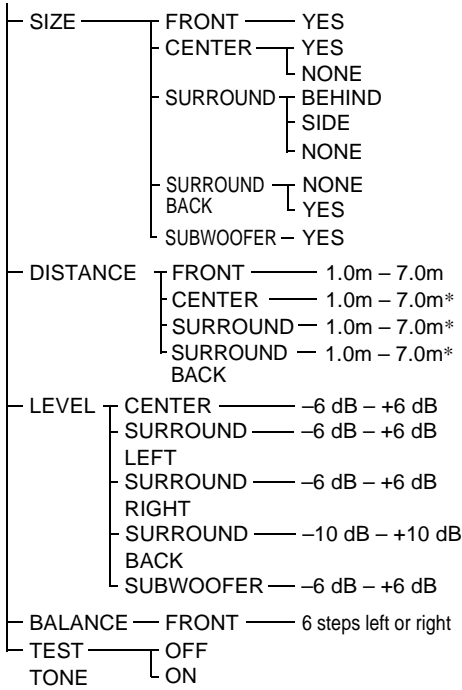 SIZE FRONT YES
CENTER YES
NONE
SURROUND BEHIND
SIDE
NONE
SURROUND NONE
BACK YES
SUBWOOFER YES
DISTANCE FRONT 1.0m – 7.0m
CENTER 1.0m – 7.0m*
SURROUND 1.0m – 7.0m*
SURROUND 1.0m – 7.0m*
BACK
LEVEL CENTER –6 dB – +6 dB
SURROUND –6 dB – +6 dB
LEFT
SURROUND –6 dB – +6 dB
RIGHT
SURROUND –10 dB – +10 dB
BACK
SUBWOOFER –6 dB – +6 dB
BALANCE FRONT 6 steps left or right
TEST OFF
TONE ON